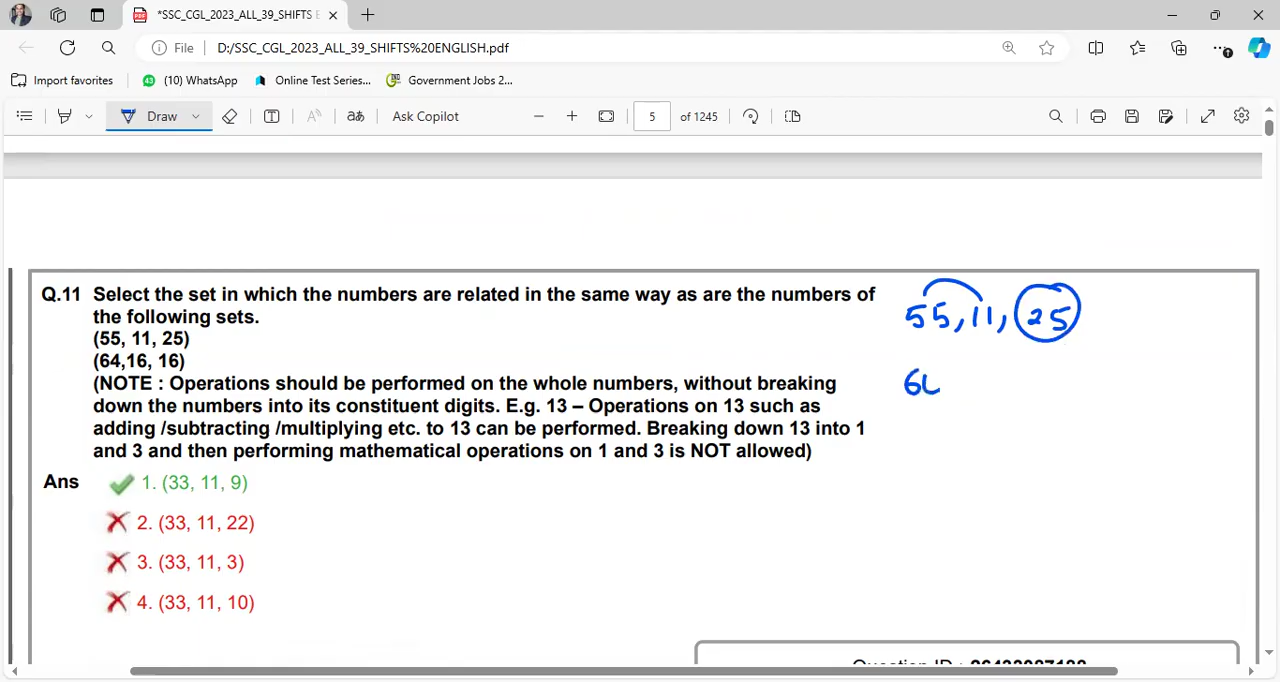 *SSC_CGL_2023_ALL_39_SHIFTS E
File D:/SSC_CGL_2023_ALL_39_SHIFTS%20ENGLISH.pdf
Import favorites 43 (10) WhatsApp Online Test Series... Government Jobs 2...
Draw T aあ Ask Copilot 5 of 1245
Q.11 Select the set in which the numbers are related in the same way as are the numbers of
the following sets.
(55, 11, 25)
(64,16, 16)
(NOTE : Operations should be performed on the whole numbers, without breaking
down the numbers into its constituent digits. E.g. 13 – Operations on 13 such as
adding /subtracting /multiplying etc. to 13 can be performed. Breaking down 13 into 1
and 3 and then performing mathematical operations on 1 and 3 is NOT allowed)
Ans 1. (33, 11, 9)
2. (33, 11, 22)
3. (33, 11, 3)
4. (33, 11, 10)
55, 11, 25
6
Question ID :